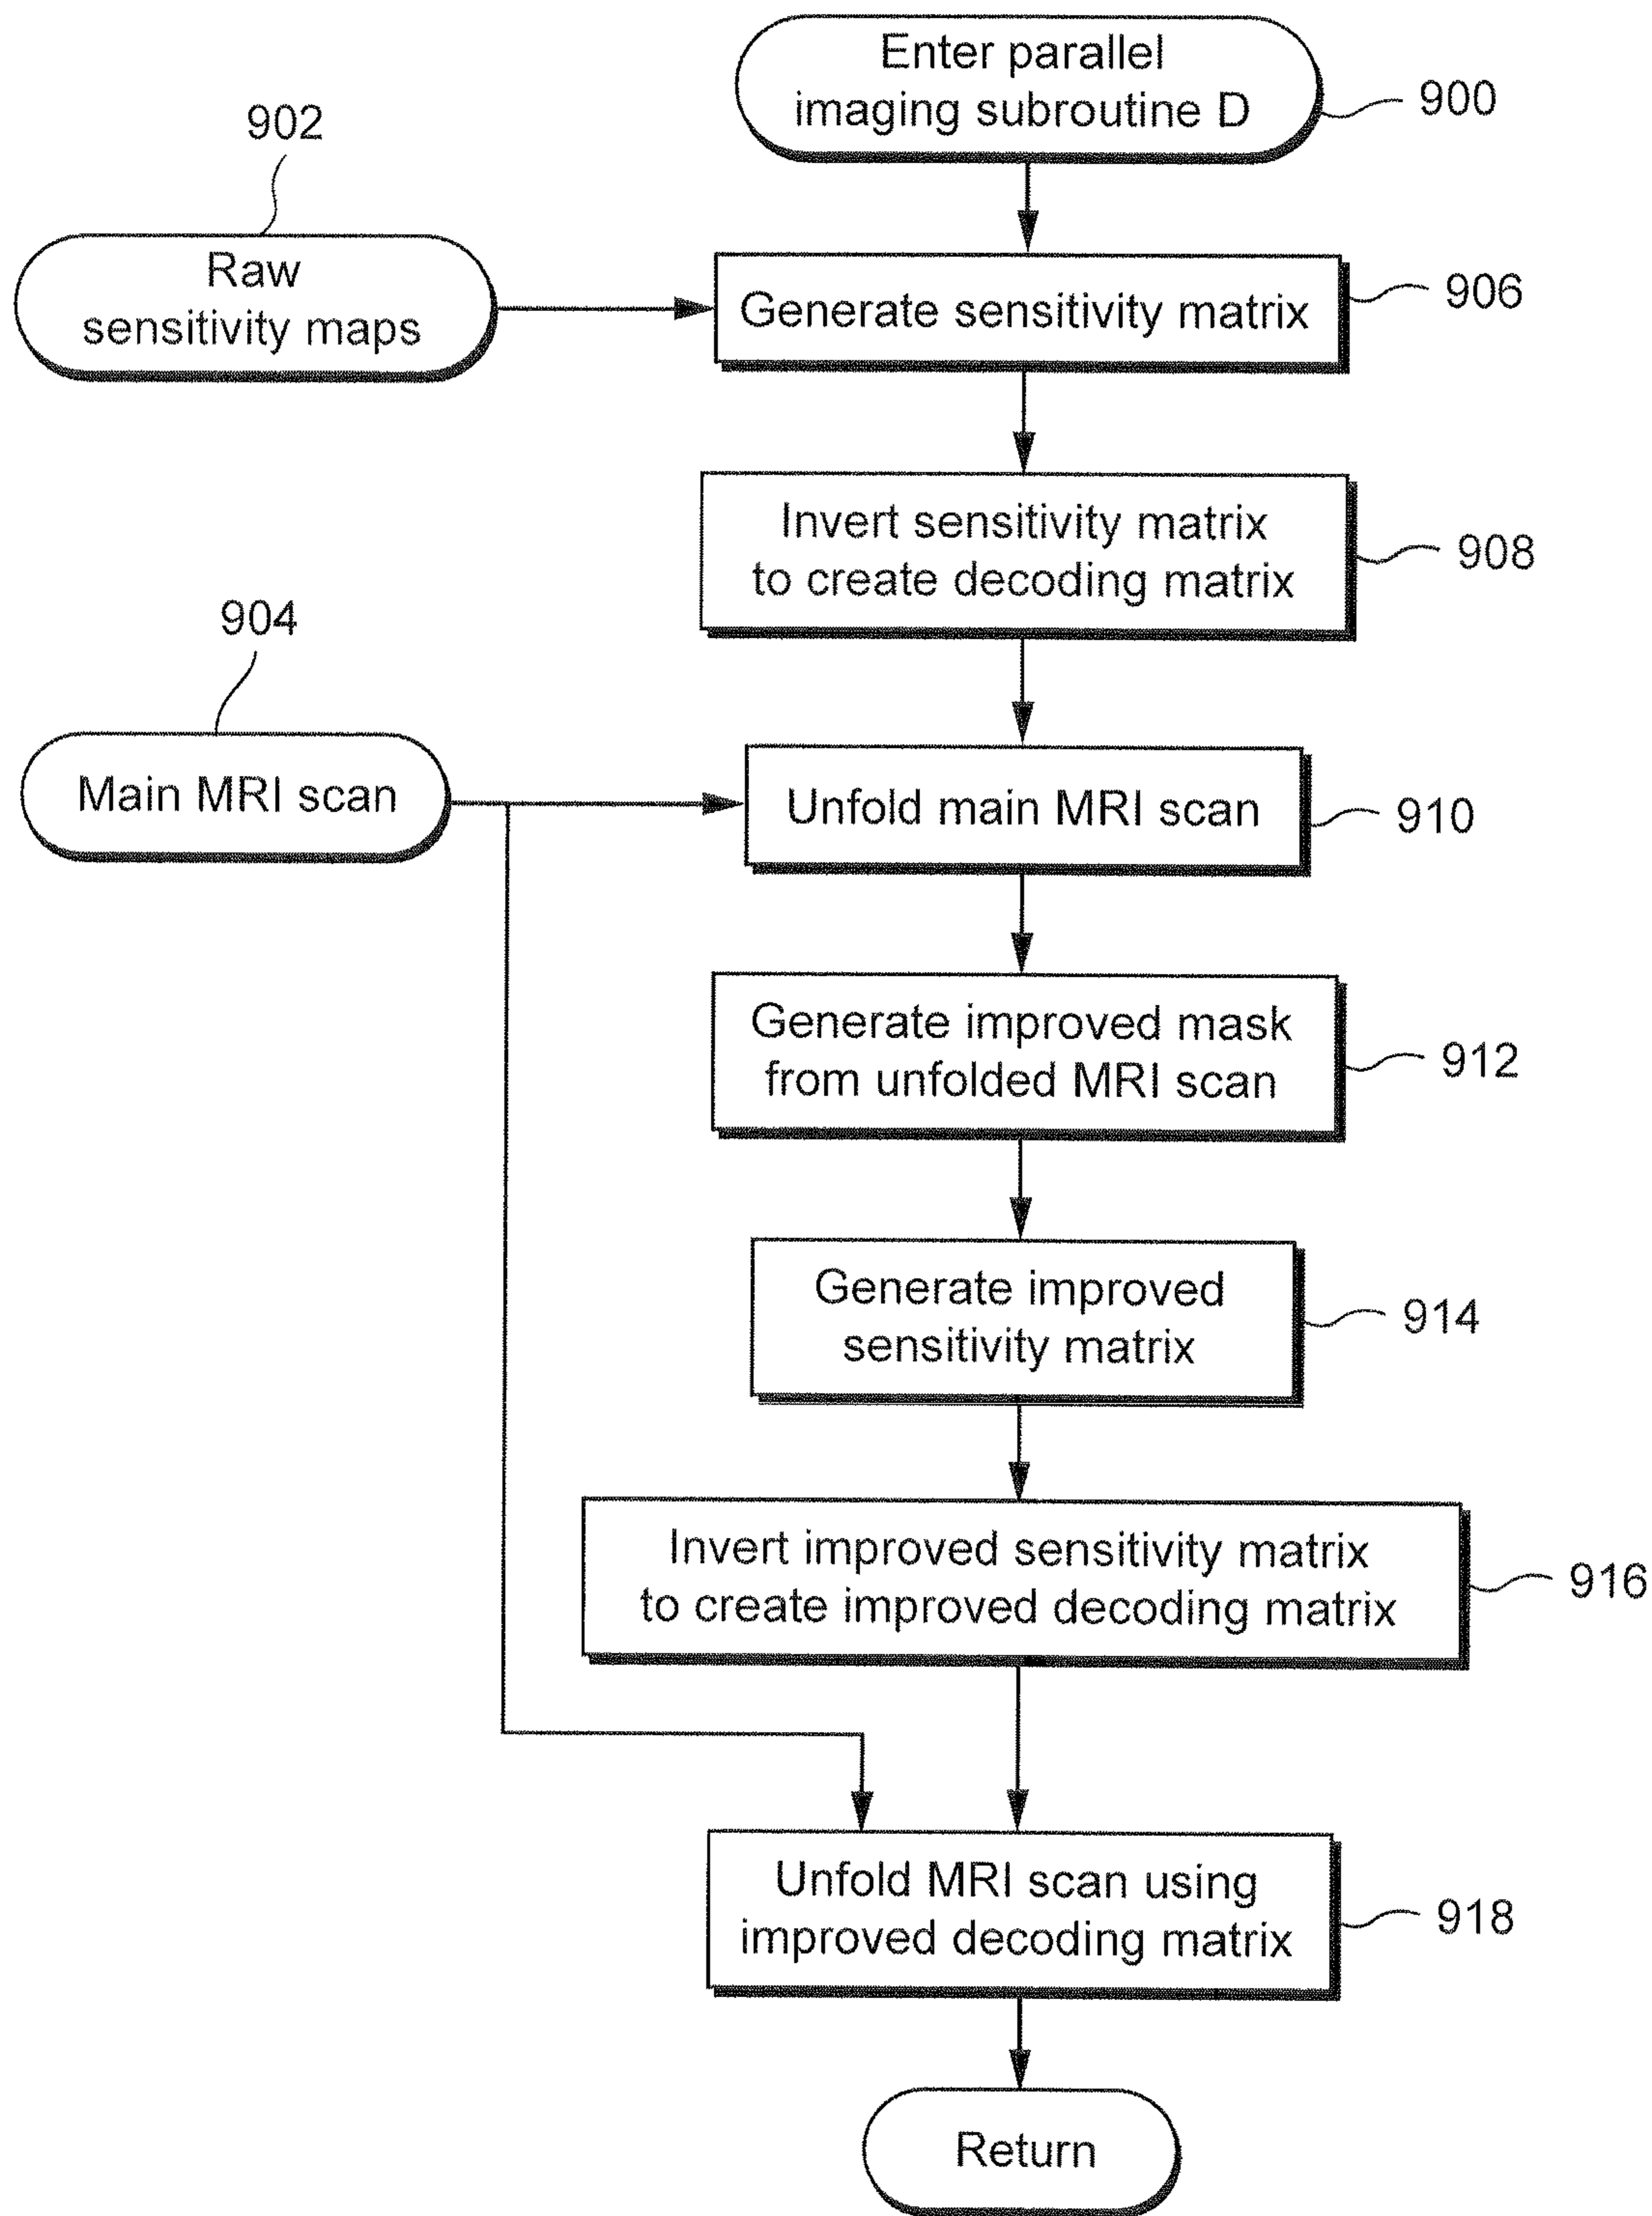 Enter parallel
imaging subroutine D
900
902
Raw
sensitivity maps
Generate sensitivity matrix
906
Invert sensitivity matrix
to create decoding matrix
908
904
Main MRI scan
Unfold main MRI scan
910
Generate improved mask
from unfolded MRI scan
912
Generate improved
sensitivity matrix
914
Invert improved sensitivity matrix
to create improved decoding matrix
916
Unfold MRI scan using
improved decoding matrix
918
Return